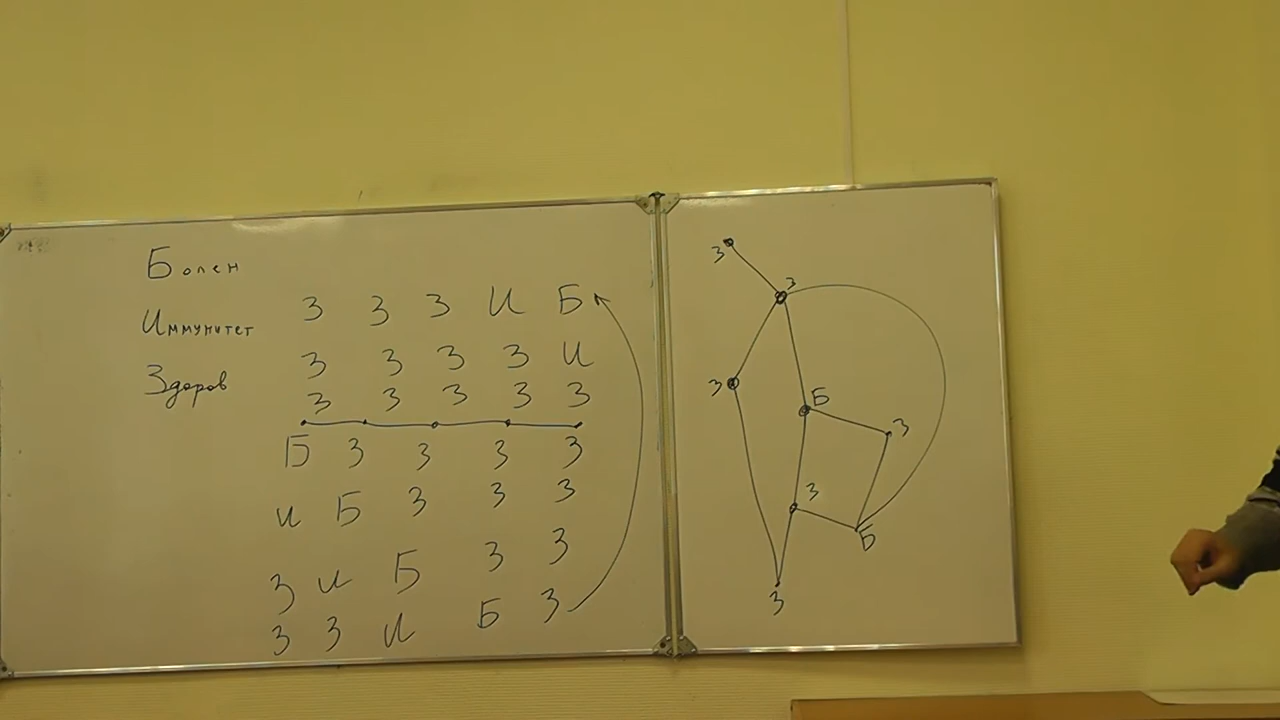 Болен
Иммунитет
Здоров
З З З И Б
З З З З И
З З З З З
Б З З З З
И Б З З З
З И Б З З
З З И Б З
З
З
З
Б
З
З
Б
З